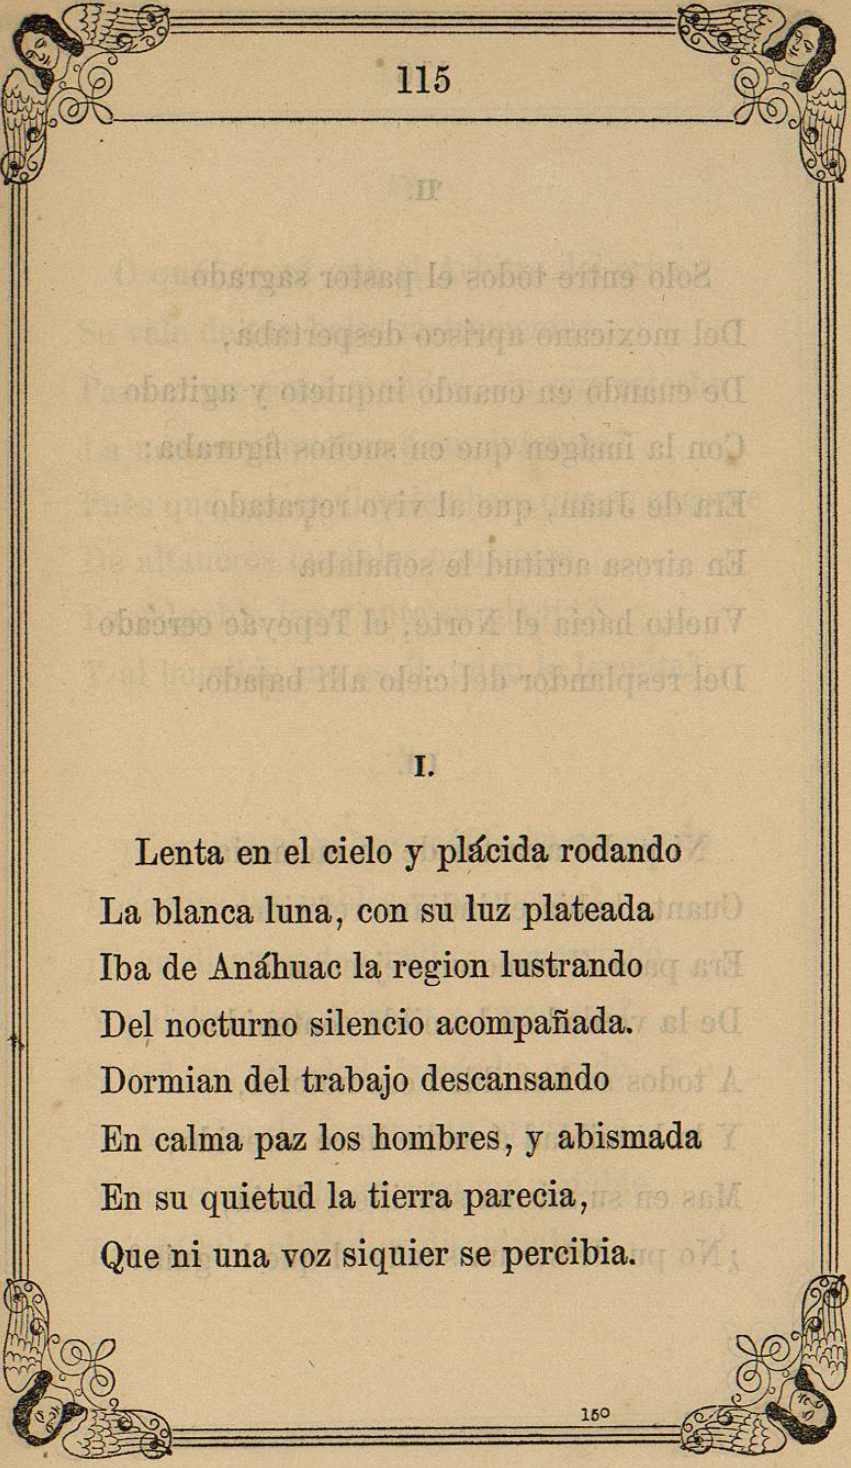 115
I.
Lenta en el cielo y plácida rodando
La blanca luna, con su luz plateada
Iba de Anáhuac la region lustrando
Del nocturno silencio acompañada.
Dormian del trabajo descansando
En calma paz los hombres, y abismada
En su quietud la tierra parecia,
Que ni una voz siquier se percibia.
15º